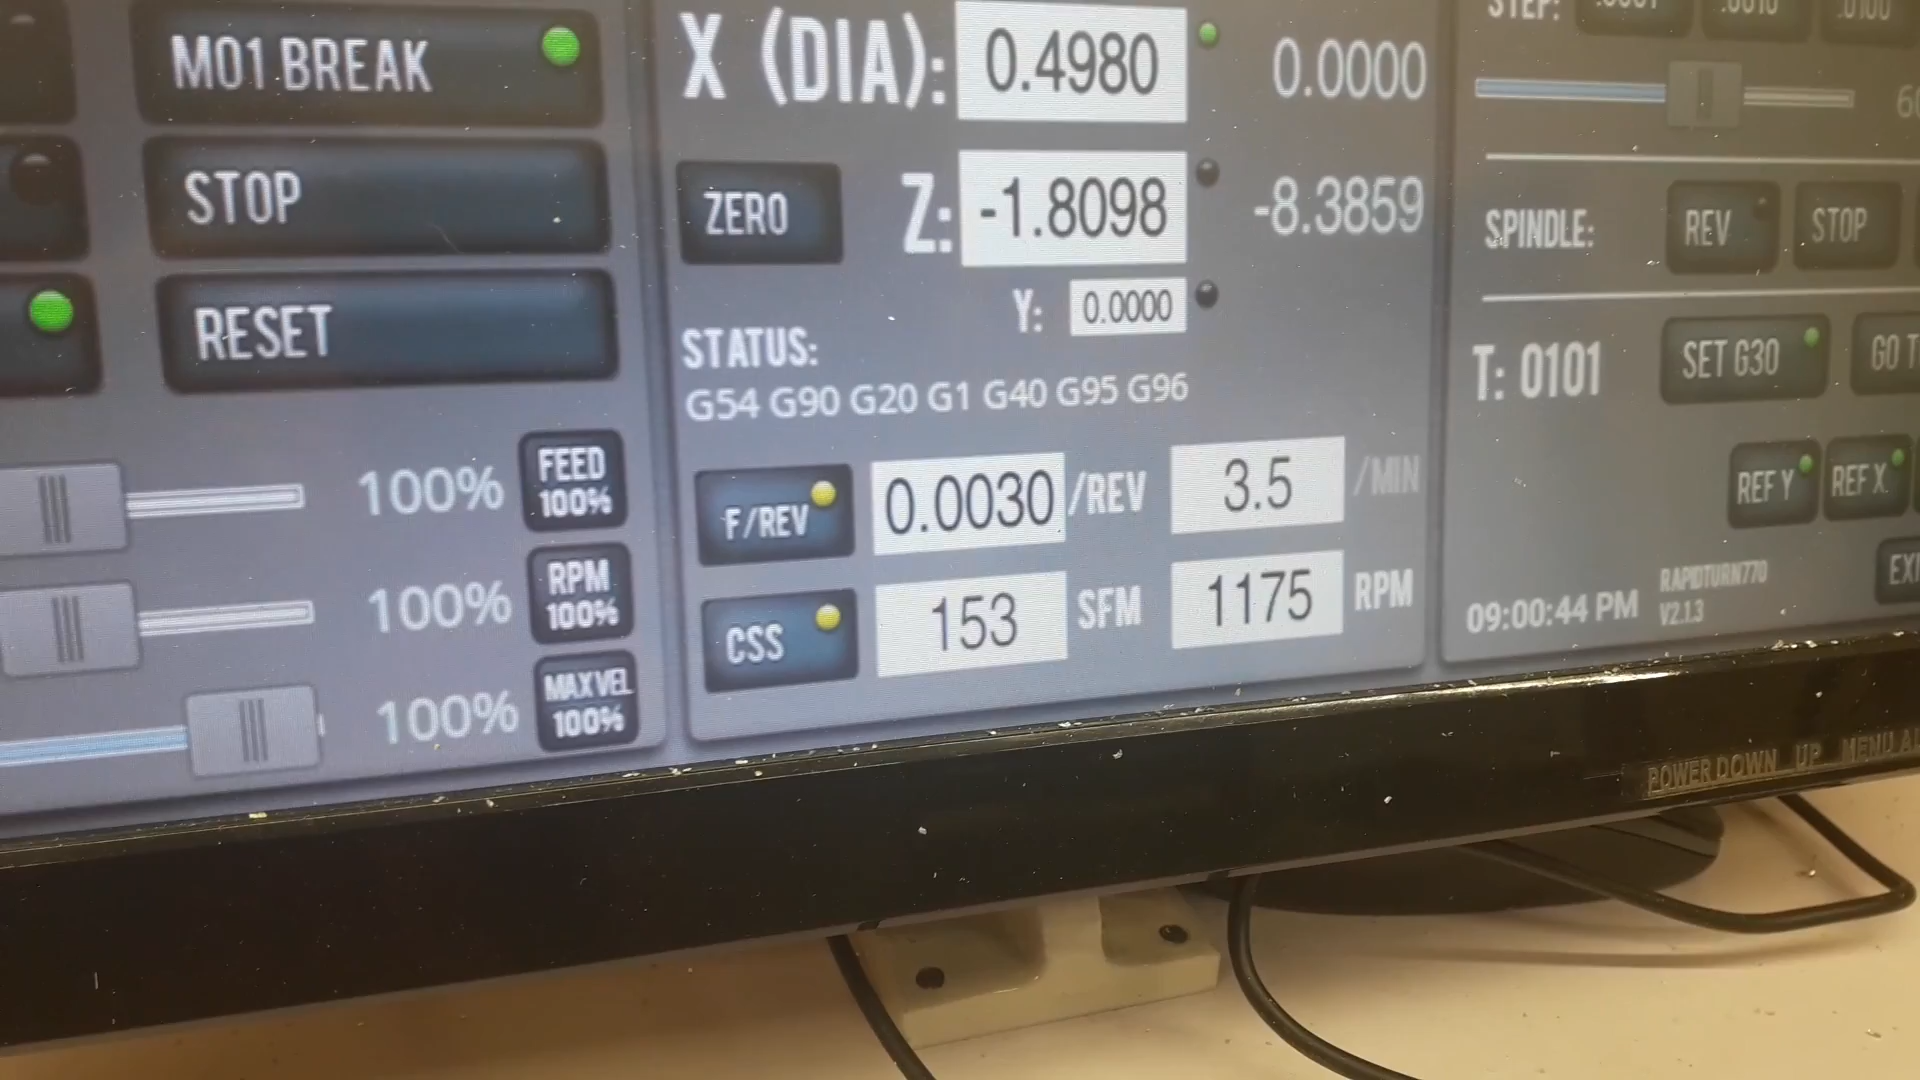 STEP: .0001 .0010 .0100
M01 BREAK
X (DIA): 0.4980 0.0000
STOP
ZERO Z: -1.8098 -8.3859
SPINDLE: REV STOP
RESET
Y: 0.0000
STATUS:
G54 G90 G20 G1 G40 G95 G96
T: 0101 SET G30 GO T
100% FEED 100%
F/REV 0.0030 /REV 3.5 /MIN
REF Y REF X
100% RPM 100%
CSS 153 SFM 1175 RPM
09:00:44 PM RAPIDTURN770
V2.1.3
100% MAX VEL 100%
POWER DOWN UP MENU